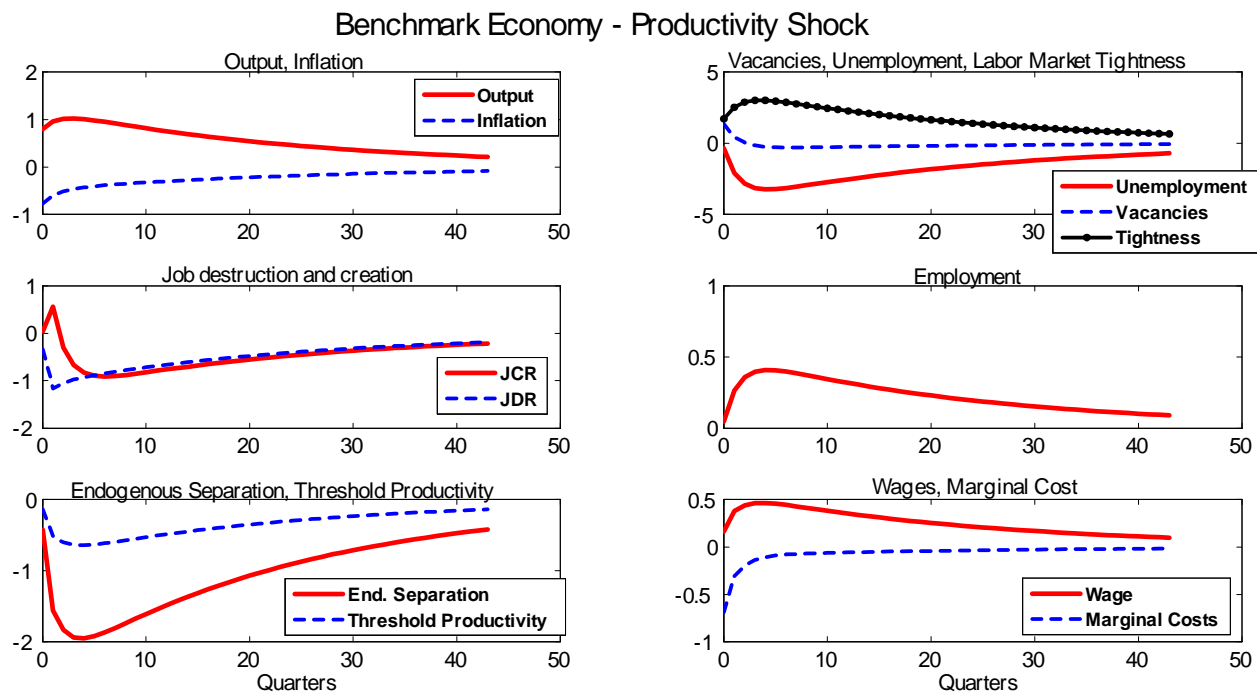 Benchmark Economy - Productivity Shock
Output, Inflation
2
1
0
-1
0 10 20 30 40 50
Output
Inflation
Vacancies, Unemployment, Labor Market Tightness
5
0
-5
0 10 20 30 40 50
Unemployment
Vacancies
Tightness
Job destruction and creation
1
0
-1
-2
0 10 20 30 40 50
JCR
JDR
Employment
1
0.5
0
0 10 20 30 40 50
Endogenous Separation, Threshold Productivity
0
-1
-2
0 10 20 30 40 50
End. Separation
Threshold Productivity
Quarters
Wages, Marginal Cost
0.5
0
-0.5
-1
0 10 20 30 40 50
Wage
Marginal Costs
Quarters